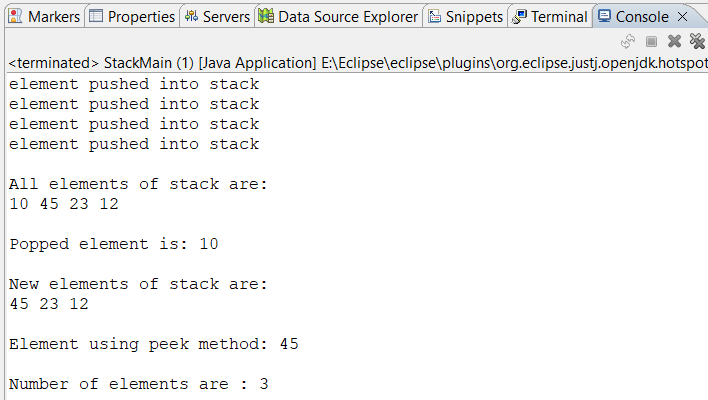 Markers Properties Servers Data Source Explorer Snippets Terminal Console
<terminated> StackMain (1) [Java Application] E:\Eclipse\eclipse\plugins\org.eclipse.justj.openjdk.hotspot
element pushed into stack
element pushed into stack
element pushed into stack
element pushed into stack
All elements of stack are:
10 45 23 12
Popped element is: 10
New elements of stack are:
45 23 12
Element using peek method: 45
Number of elements are : 3